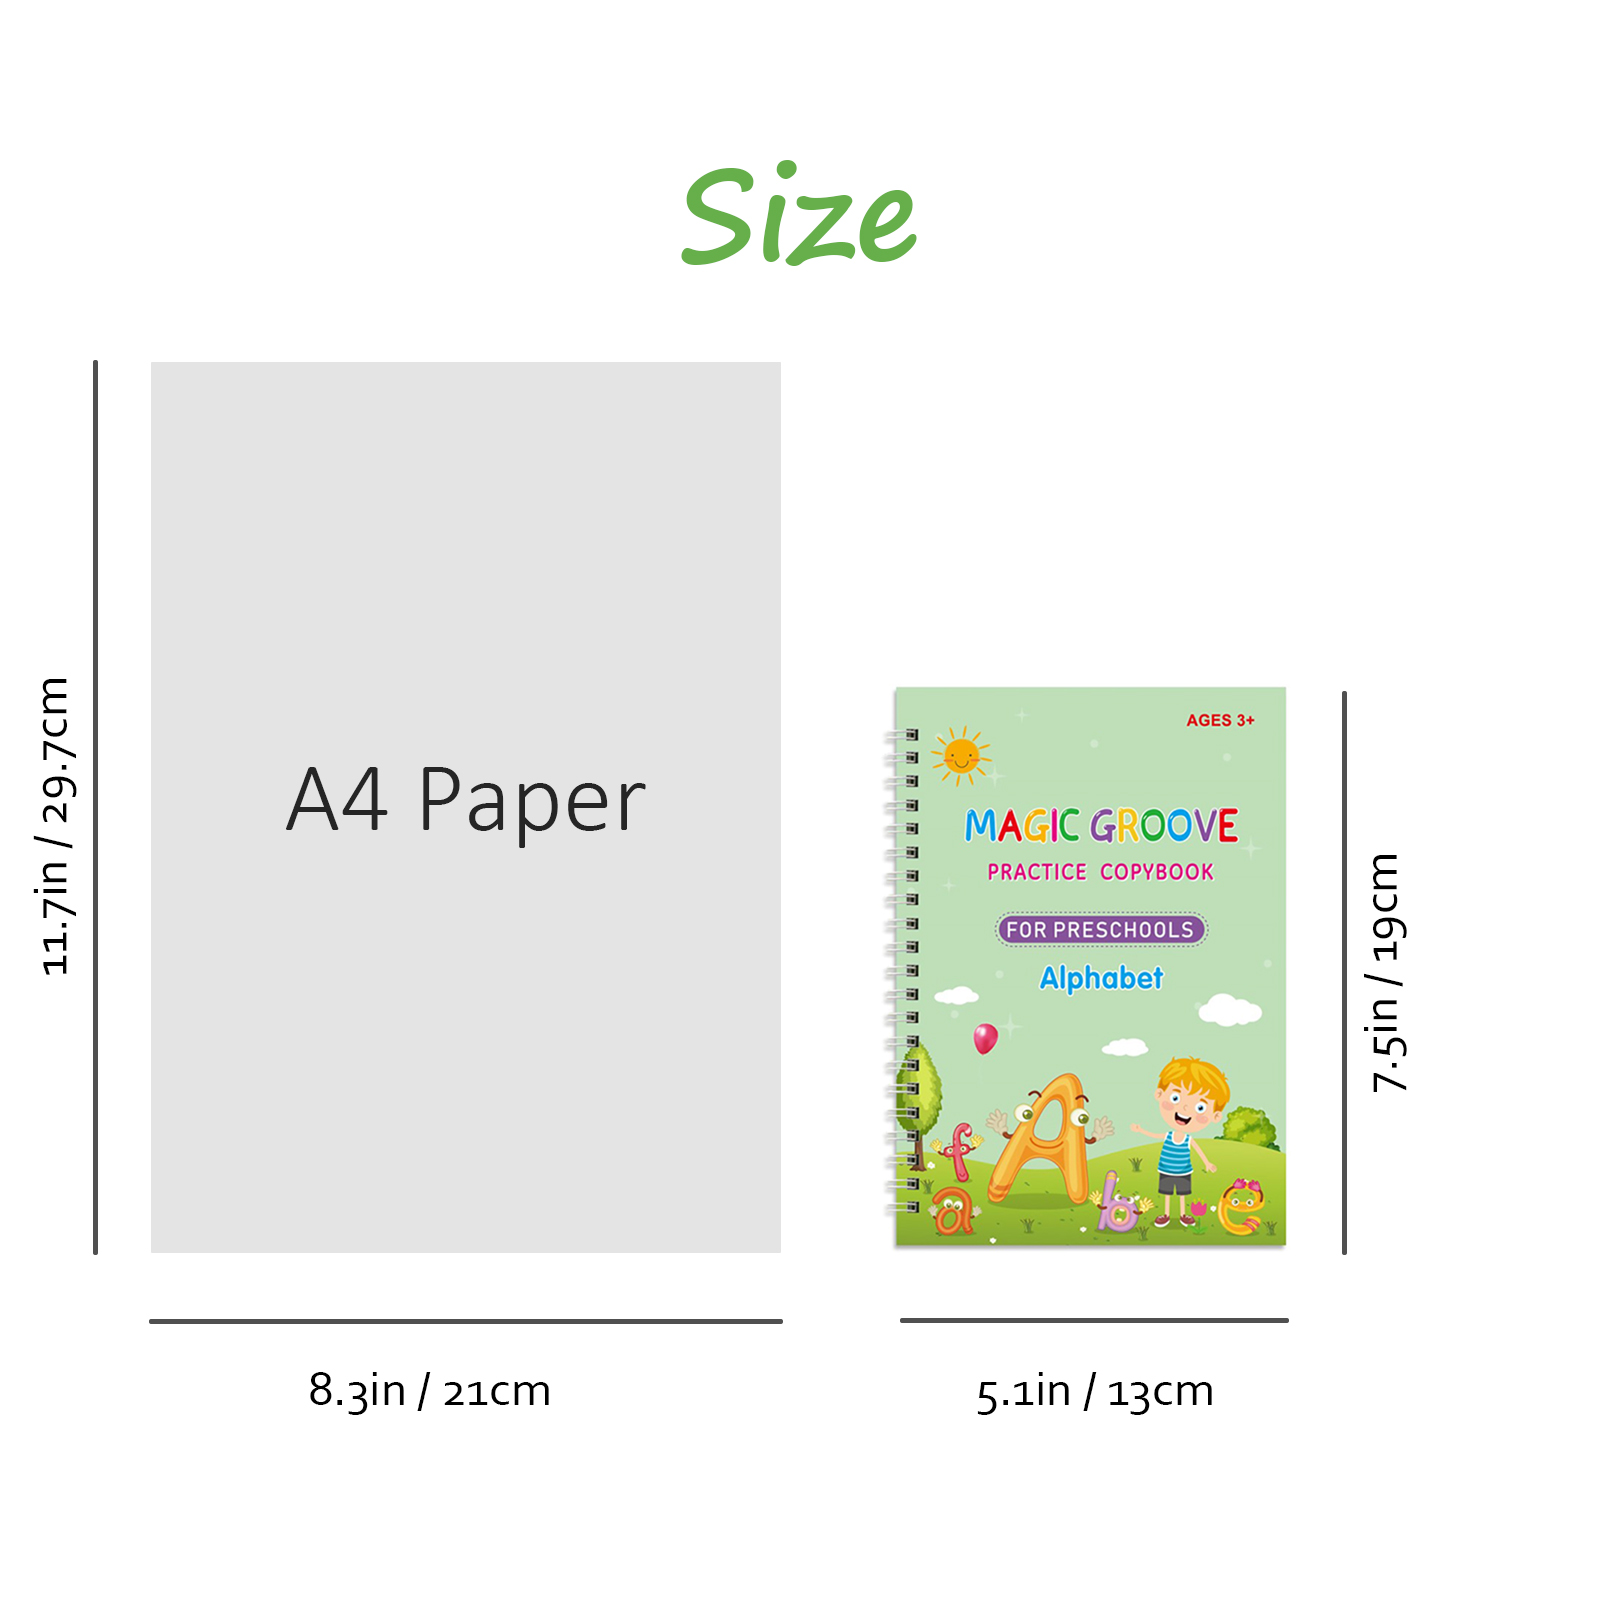 Size
11.7in / 29.7cm
A4 Paper
8.3in / 21cm
AGES 3+
MAGIC GROOVE
PRACTICE COPYBOOK
FOR PRESCHOOLS
Alphabet
f
A
a
b
e
7.5in / 19cm
5.1in / 13cm